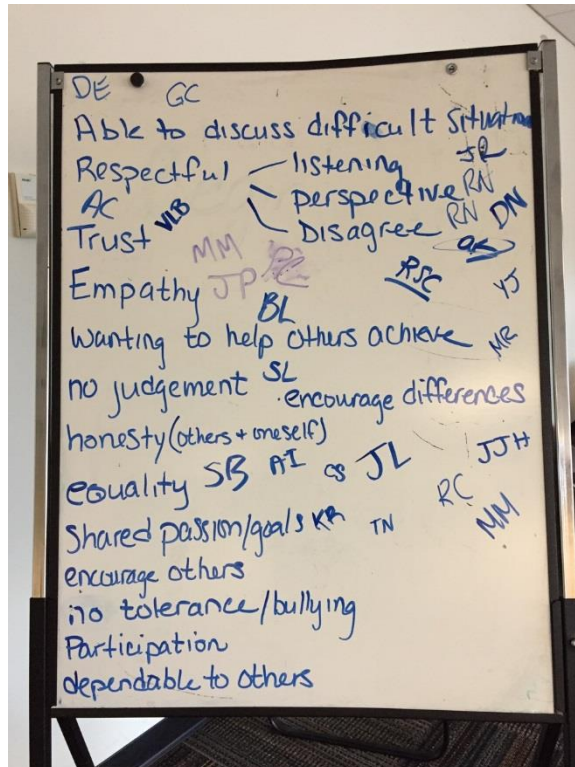 DE GC
Able to discuss difficult situation
JR
Respectful listening
RN
perspective
AC VLB RN DN
Disagree
Trust
MM
RSC
Empathy JP
YJ
BL
Wanting to help others achieve MR
no judgement SL
encourage differences
honesty (others + oneself)
equality SB AI CS JL JJH
RC
Shared passion/goals KR TN MM
encourage others
no tolerance/bullying
Participation
dependable to others